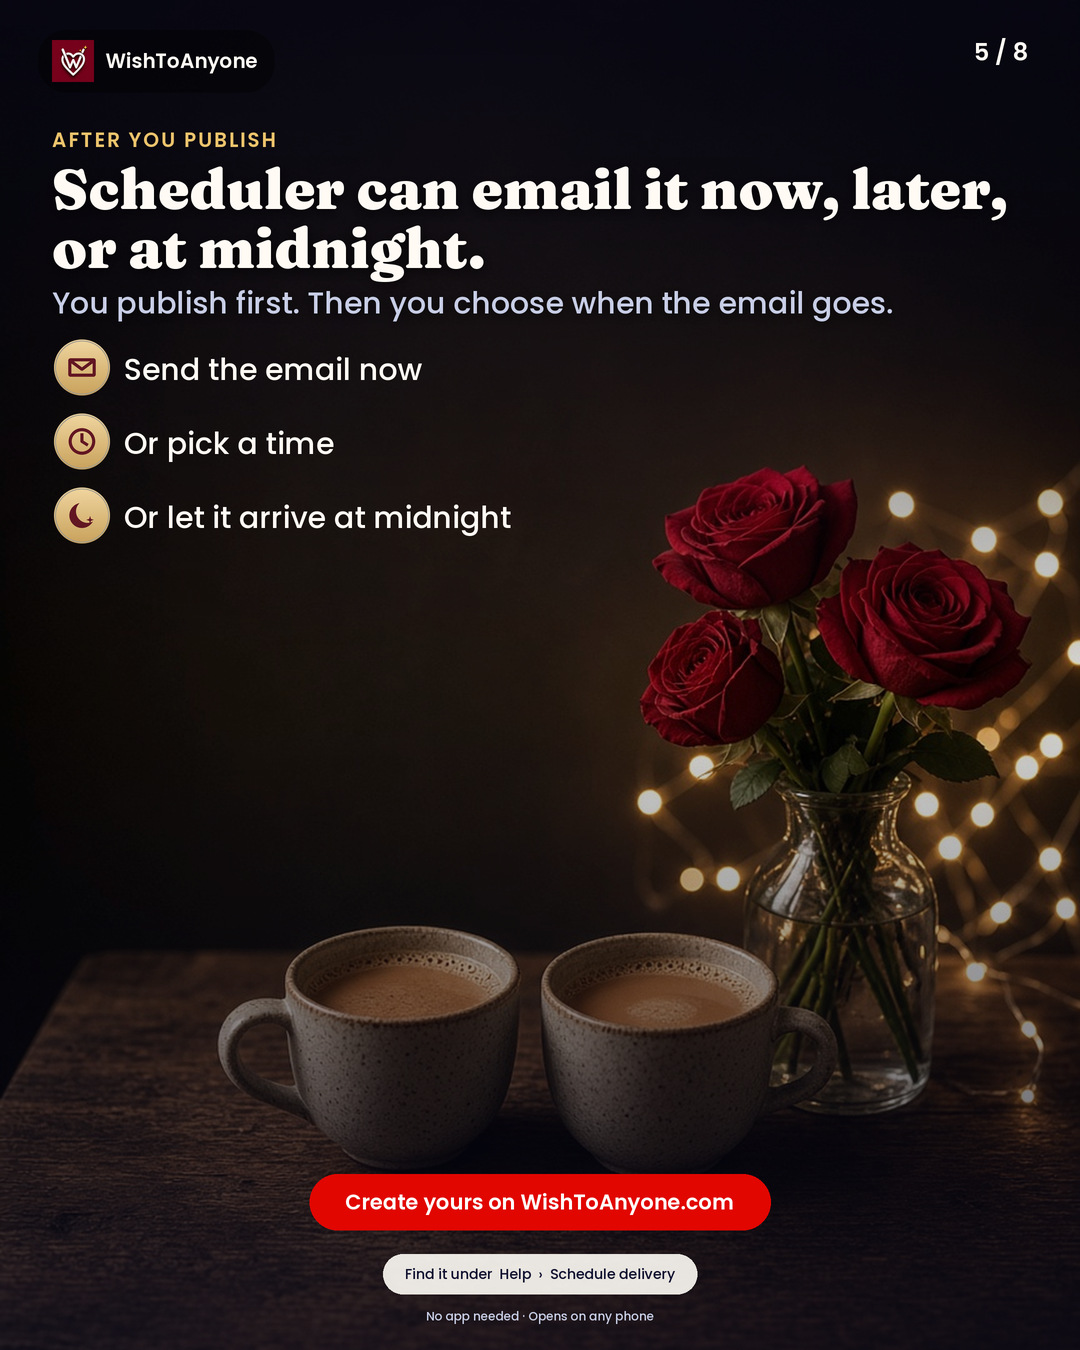 WishToAnyone
5 / 8
AFTER YOU PUBLISH
Scheduler can email it now, later,
or at midnight.
You publish first. Then you choose when the email goes.
Send the email now
Or pick a time
Or let it arrive at midnight
Create yours on WishToAnyone.com
Find it under Help › Schedule delivery
No app needed · Opens on any phone